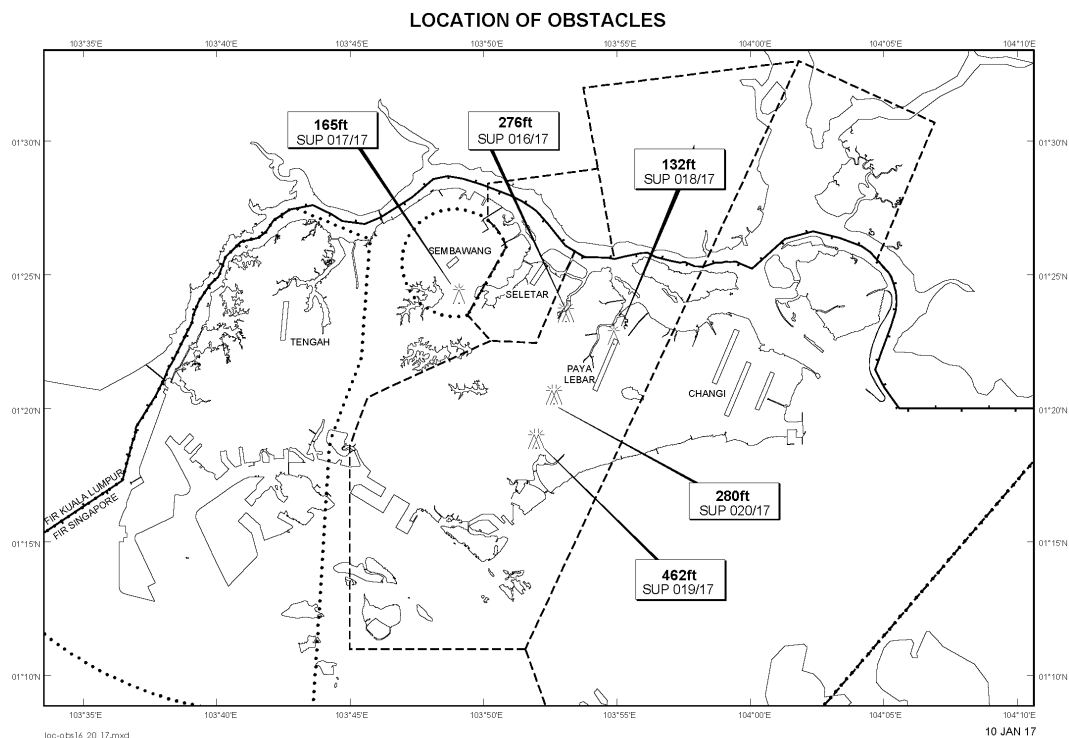 LOCATION OF OBSTACLES
103°35'E 103°40'E 103°45'E 103°50'E 103°55'E 104°00'E 104°05'E 104°10'E
165ft
SUP 017/17
276ft
SUP 016/17
132ft
SUP 018/17
01°30'N 01°30'N
SEMBAWANG
01°25'N 01°25'N
SELETAR
TENGAH
PAYA
LEBAR
CHANGI
01°20'N 01°20'N
FIR KUALA LUMPUR
FIR SINGAPORE
280ft
SUP 020/17
01°15'N 01°15'N
462ft
SUP 019/17
01°10'N 01°10'N
103°35'E 103°40'E 103°45'E 103°50'E 103°55'E 104°00'E 104°05'E 104°10'E
loc-obs16_20_17.mxd
10 JAN 17